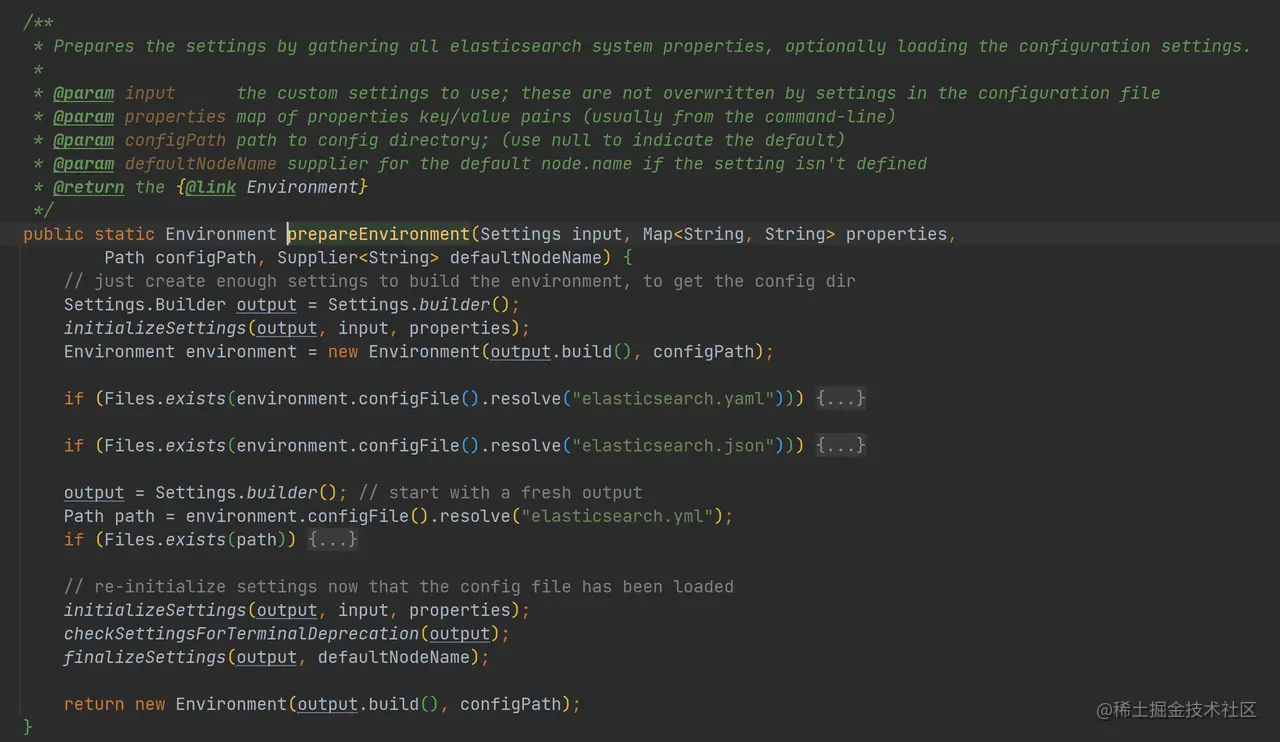 /**
 * Prepares the settings by gathering all elasticsearch system properties, optionally loading the configuration settings.
 *
 * @param input      the custom settings to use; these are not overwritten by settings in the configuration file
 * @param properties map of properties key/value pairs (usually from the command-line)
 * @param configPath path to config directory; (use null to indicate the default)
 * @param defaultNodeName supplier for the default node.name if the setting isn't defined
 * @return the {@link Environment}
 */
public static Environment prepareEnvironment(Settings input, Map<String, String> properties,
        Path configPath, Supplier<String> defaultNodeName) {
    // just create enough settings to build the environment, to get the config dir
    Settings.Builder output = Settings.builder();
    initializeSettings(output, input, properties);
    Environment environment = new Environment(output.build(), configPath);
    if (Files.exists(environment.configFile().resolve("elasticsearch.yaml"))) {...}
    if (Files.exists(environment.configFile().resolve("elasticsearch.json"))) {...}
    output = Settings.builder(); // start with a fresh output
    Path path = environment.configFile().resolve("elasticsearch.yml");
    if (Files.exists(path)) {...}
    // re-initialize settings now that the config file has been loaded
    initializeSettings(output, input, properties);
    checkSettingsForTerminalDeprecation(output);
    finalizeSettings(output, defaultNodeName);
    return new Environment(output.build(), configPath);
}
@稀土掘金技术社区